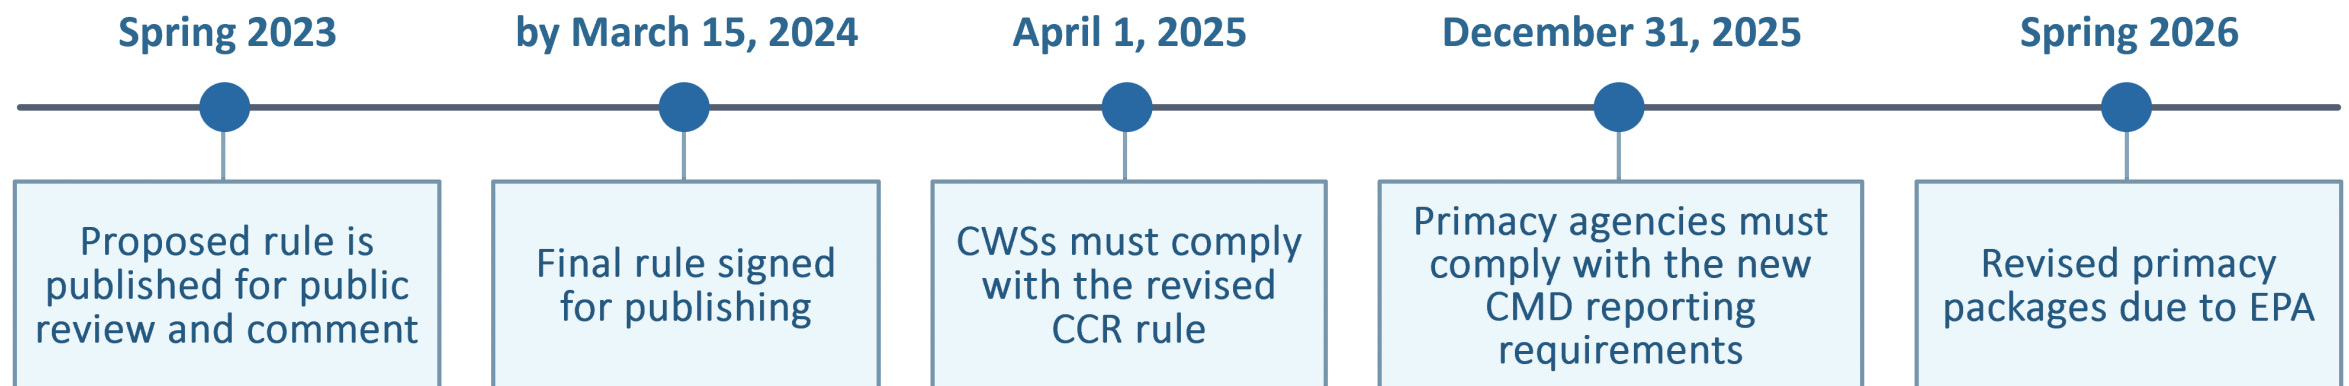 Spring 2023
by March 15, 2024
April 1, 2025
December 31, 2025
Spring 2026
Proposed rule is
published for public
review and comment
Final rule signed
for publishing
CWSs must comply
with the revised
CCR rule
Primacy agencies must
comply with the new
CMD reporting
requirements
Revised primacy
packages due to EPA